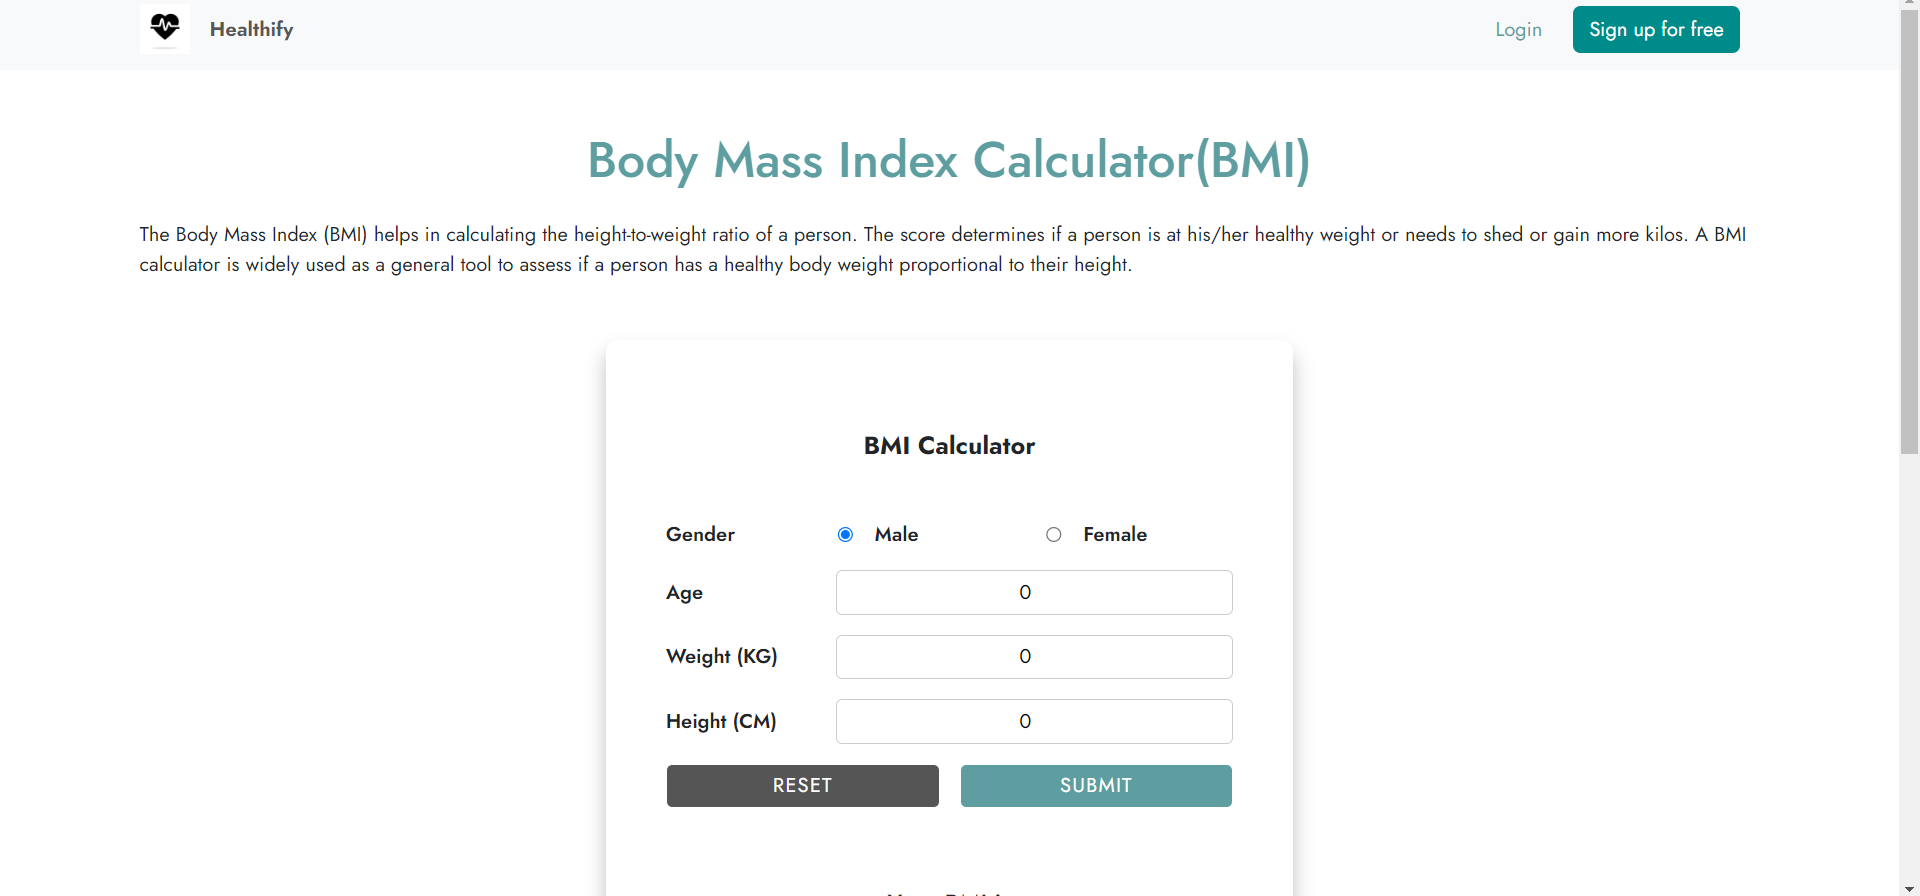 Healthify
Login
Sign up for free
Body Mass Index Calculator(BMI)
The Body Mass Index (BMI) helps in calculating the height-to-weight ratio of a person. The score determines if a person is at his/her healthy weight or needs to shed or gain more kilos. A BMI
calculator is widely used as a general tool to assess if a person has a healthy body weight proportional to their height.
BMI Calculator
Gender Male Female
Age 0
Weight (KG) 0
Height (CM) 0
RESET SUBMIT